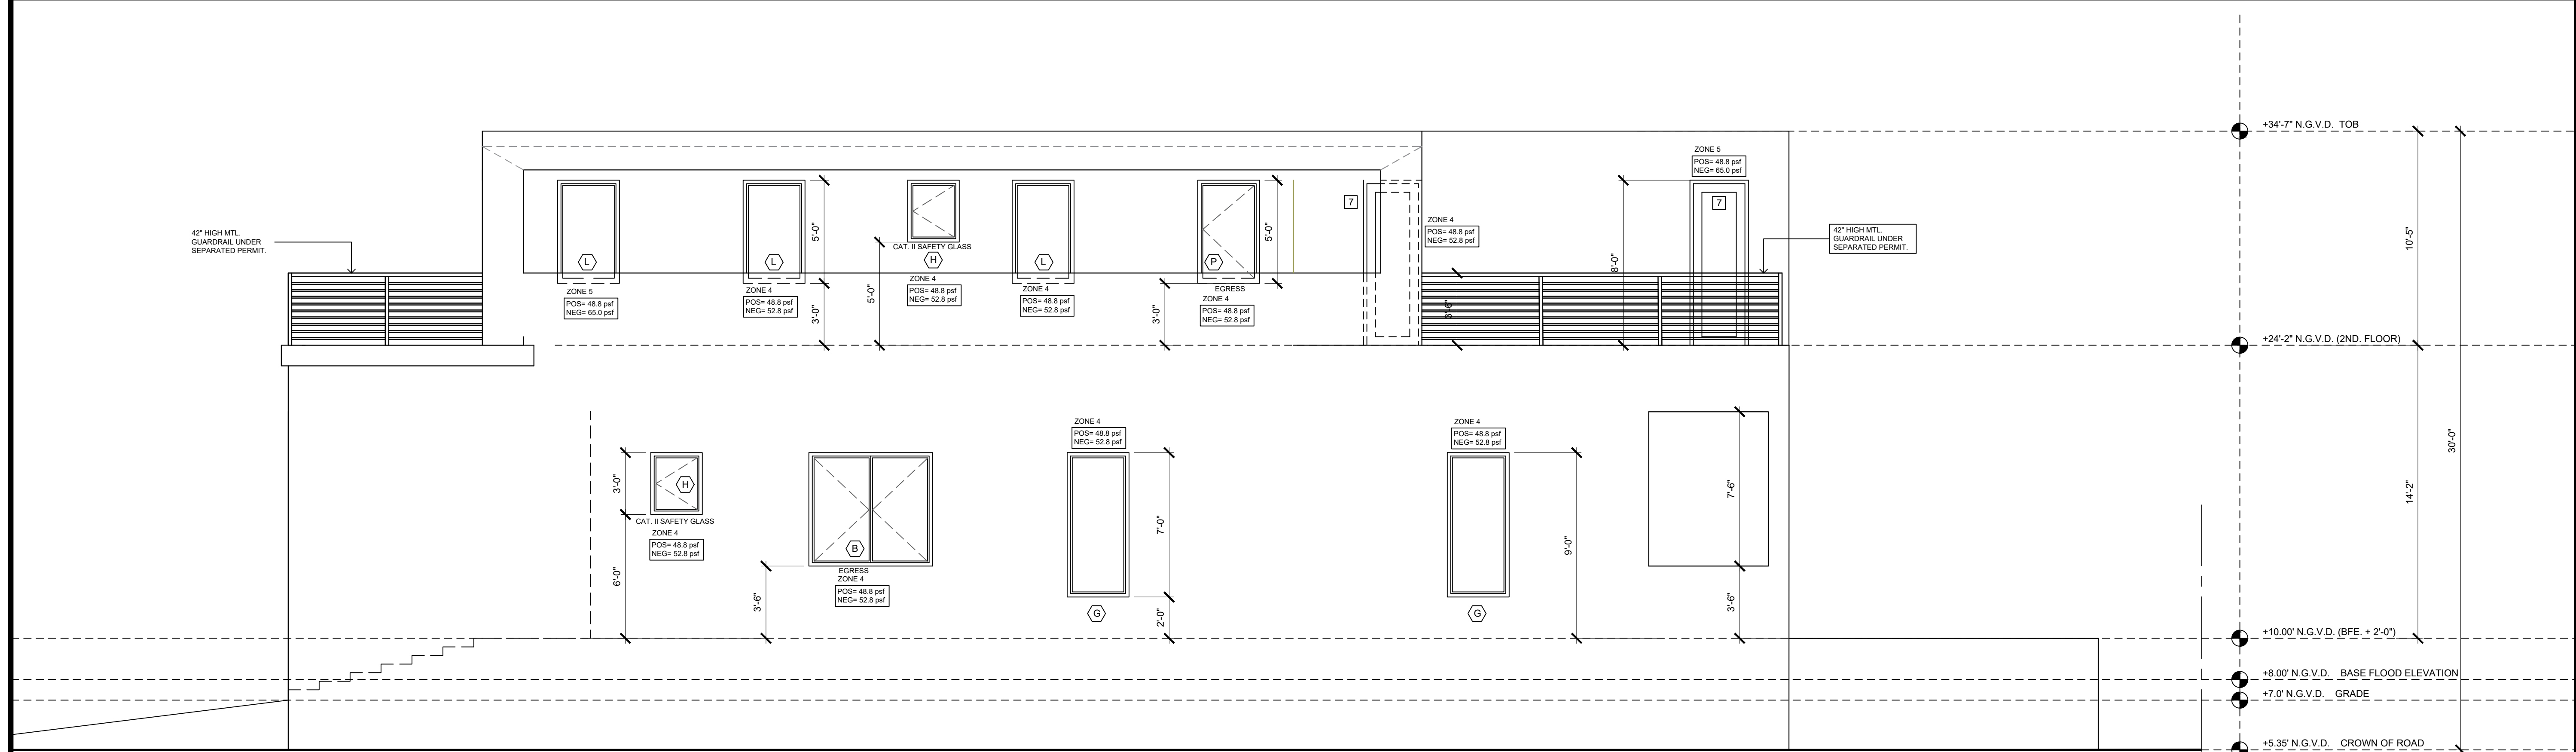 +34'-7" N.G.V.D. TOB
ZONE 5
POS= 48.8 psf
NEG= 65.0 psf
7
7
5'-0"
5'-0"
8'-0"
10'-5"
30'-0"
42" HIGH MTL.
GUARDRAIL UNDER
SEPARATED PERMIT.
L
L
CAT. II SAFETY GLASS
H
L
P
ZONE 4
POS= 48.8 psf
NEG= 52.8 psf
42" HIGH MTL.
GUARDRAIL UNDER
SEPARATED PERMIT.
ZONE 5
POS= 48.8 psf
NEG= 65.0 psf
ZONE 4
POS= 48.8 psf
NEG= 52.8 psf
3'-0"
5'-0"
ZONE 4
POS= 48.8 psf
NEG= 52.8 psf
ZONE 4
POS= 48.8 psf
NEG= 52.8 psf
3'-0"
EGRESS
ZONE 4
POS= 48.8 psf
NEG= 52.8 psf
3'-6"
+24'-2" N.G.V.D. (2ND. FLOOR)
ZONE 4
POS= 48.8 psf
NEG= 52.8 psf
ZONE 4
POS= 48.8 psf
NEG= 52.8 psf
3'-0"
H
CAT. II SAFETY GLASS
ZONE 4
POS= 48.8 psf
NEG= 52.8 psf
6'-0"
B
EGRESS
ZONE 4
POS= 48.8 psf
NEG= 52.8 psf
3'-6"
7'-0"
G
2'-0"
G
9'-0"
7'-6"
3'-6"
14'-2"
+10.00' N.G.V.D. (BFE. + 2'-0")
+8.00' N.G.V.D. BASE FLOOD ELEVATION
+7.0' N.G.V.D. GRADE
+5.35' N.G.V.D. CROWN OF ROAD